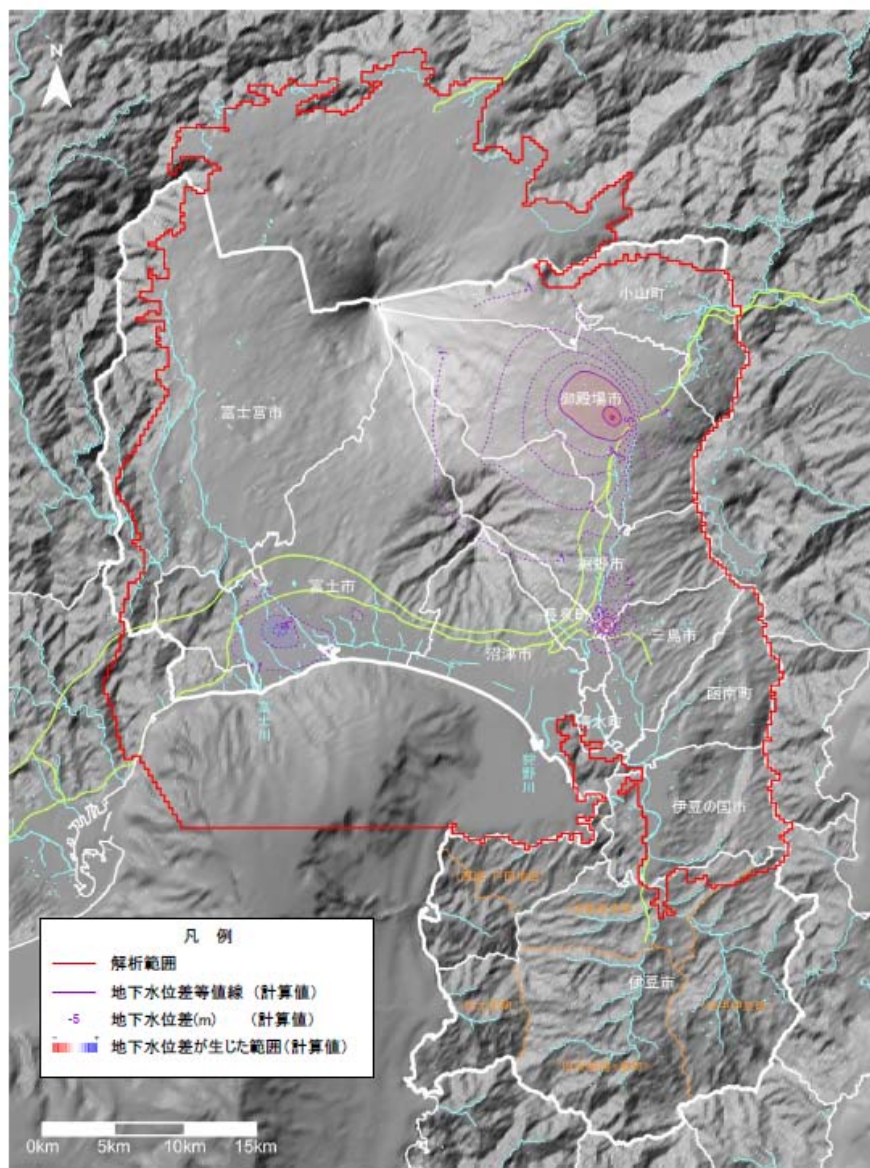 N
小山町
御殿場市
富士宮市
裾野市
富士市
長泉町
三島市
沼津市
函南町
清水町
富士川
狩野川
伊豆の国市
伊豆市
凡 例
解析範囲
地下水位差等値線 (計算値)
-5 地下水位差(m) (計算値)
地下水位差が生じた範囲(計算値)
0km 5km 10km 15km